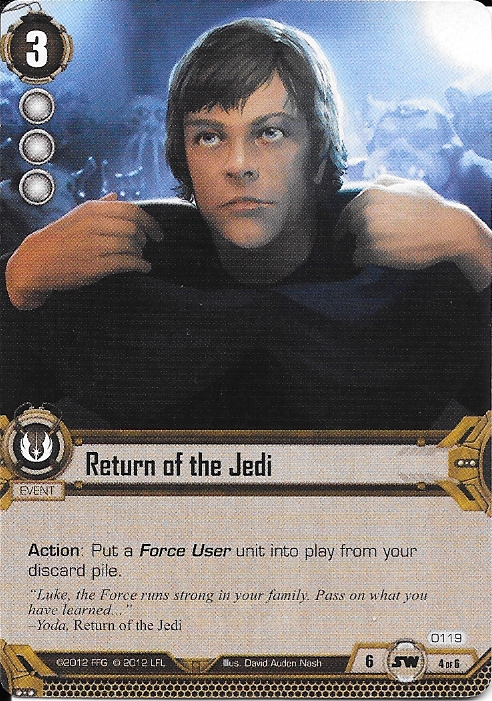 3
Return of the Jedi
EVENT
Action: Put a Force User unit into play from your
discard pile.
"Luke, the Force runs strong in your family. Pass on what you
have learned..."
–Yoda, Return of the Jedi
0119
©2012 FFG © 2012 LFL
Illus. David Auden Nash
6
SW
4 OF 6